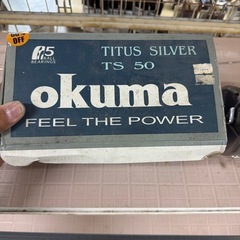 OFF
5
BALL
BEARINGS
TITUS SILVER
TS 50
okuma
FEEL THE POWER